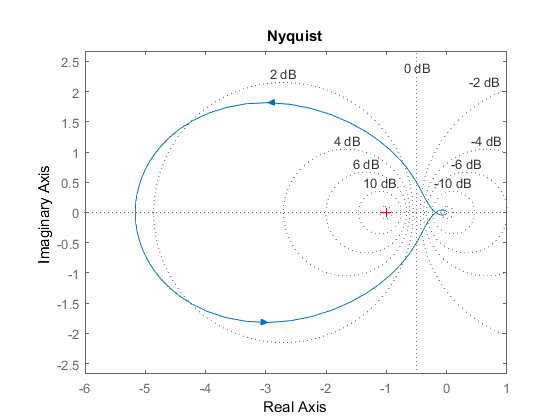 Nyquist
2.5
2
1.5
1
0.5
0
-0.5
-1
-1.5
-2
-2.5
Imaginary Axis
0 dB
2 dB
-2 dB
4 dB
-4 dB
6 dB
-6 dB
10 dB
-10 dB
-6 -5 -4 -3 -2 -1 0 1
Real Axis